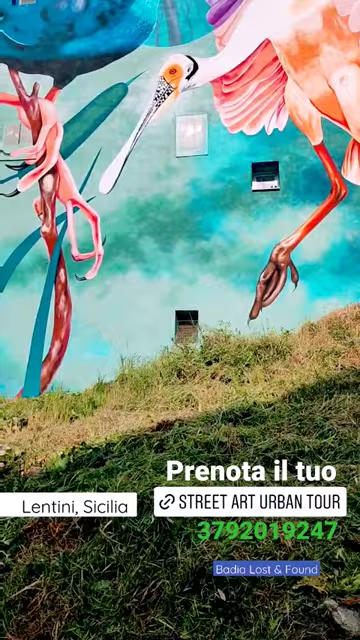 Prenota il tuo
Lentini, Sicilia
STREET ART URBAN TOUR
3792019247
Badia Lost & Found